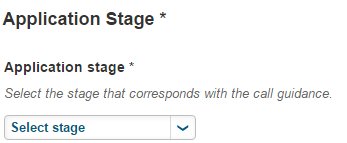 Application Stage *
Application stage *
Select the stage that corresponds with the call guidance.
Select stage